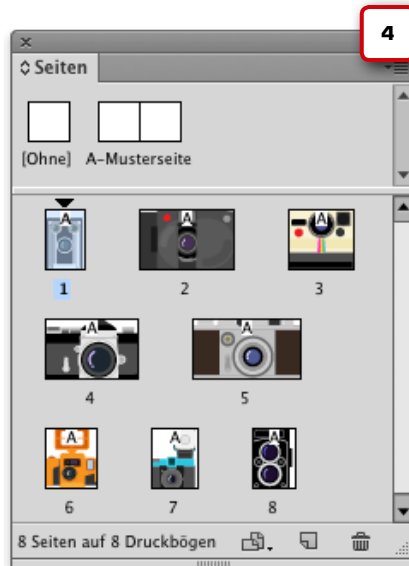 4
Seiten
[Ohne] A-Musterseite
A A A
1 2 3
A A
4 5
A A A
6 7 8
8 Seiten auf 8 Druckbögen